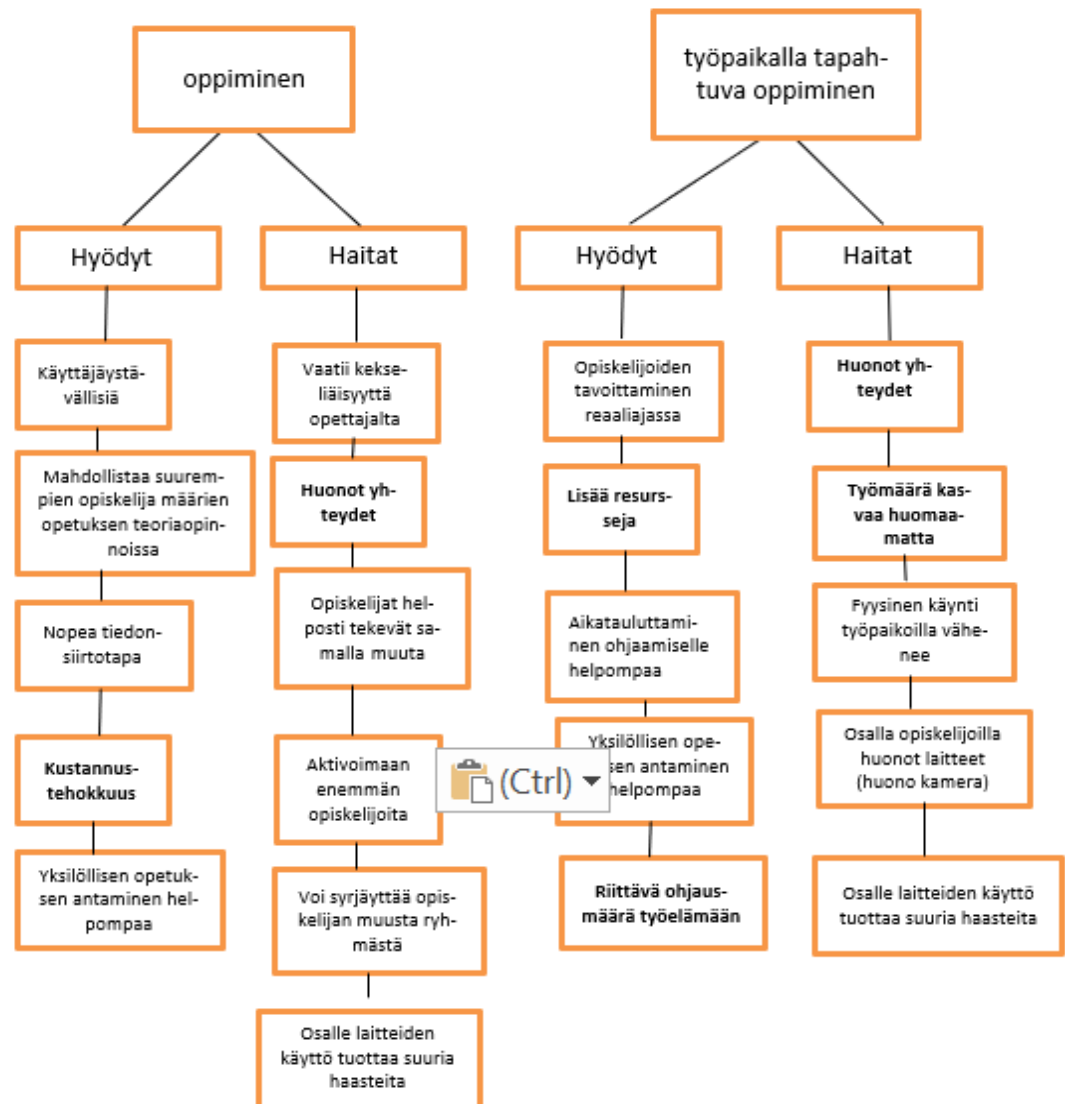 oppiminen
Hyödyt
Käyttäjäystä-
vällisiä
Mahdollistaa suurem-
pien opiskelija määrien
opetuksen teoriaopin-
noissa
Nopea tiedon-
siirtotapa
Kustannus-
tehokkuus
Yksilöllisen opetuk-
sen antaminen hel-
pompaa
Haitat
Vaatii kekse-
liäisyyttä
opettajalta
Huonot yh-
teydet
Opiskelijat hel-
posti tekevät sa-
malla muuta
Aktivoimaan
enemmän
opiskelijoita
Voi syrjäyttää opis-
kelijan muusta ryh-
mästä
Osalle laitteiden
käyttö tuottaa suuria
haasteita
työpaikalla tapah-
tuva oppiminen
Hyödyt
Opiskelijoiden
tavoittaminen
reaaliajassa
Lisää resurs-
seja
Aikatauluttami-
nen ohjaamiselle
helpompaa
Yksilöllisen ope-
sen antaminen
helpompaa
(Ctrl)
Riittävä ohjaus-
määrä työelämään
Haitat
Huonot yh-
teydet
Työmäärä kas-
vaa huomaa-
matta
Fyysinen käynti
työpaikoilla vähe-
nee
Osalla opiskelijoilla
huonot laitteet
(huono kamera)
Osalle laitteiden käyttö
tuottaa suuria haasteita